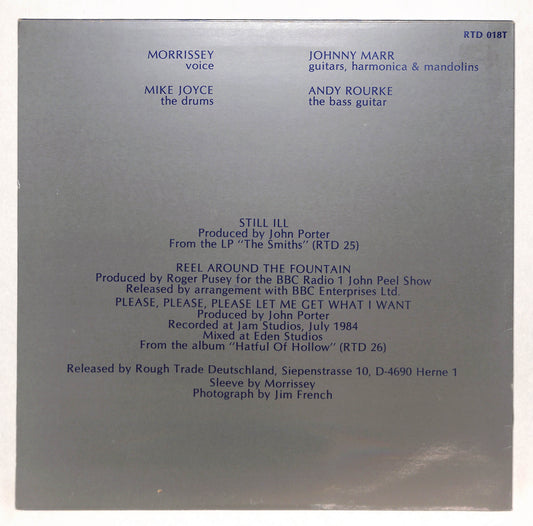 RTD 018T
MORRISSEY
voice
JOHNNY MARR
guitars, harmonica & mandolins
MIKE JOYCE
the drums
ANDY ROURKE
the bass guitar
STILL ILL
Produced by John Porter
From the LP "The Smiths" (RTD 25)
REEL AROUND THE FOUNTAIN
Produced by Roger Pusey for the BBC Radio 1 John Peel Show
Released by arrangement with BBC Enterprises Ltd.
PLEASE, PLEASE, PLEASE LET ME GET WHAT I WANT
Produced by John Porter
Recorded at Jam Studios, July 1984
Mixed at Eden Studios
From the album "Hatful Of Hollow" (RTD 26)
Released by Rough Trade Deutschland, Siepenstrasse 10, D-4690 Herne 1
Sleeve by Morrissey
Photograph by Jim French